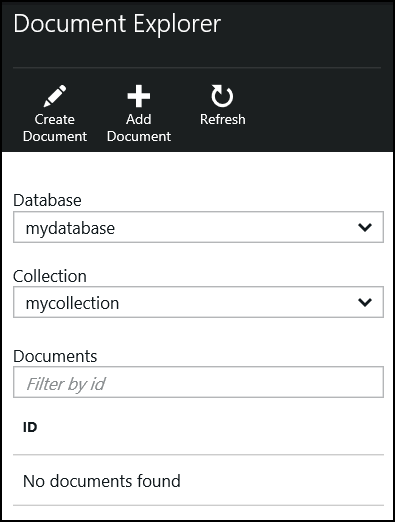 Document Explorer
Create Add Refresh
Document Document
Database
mydatabase
Collection
mycollection
Documents
Filter by id
ID
No documents found